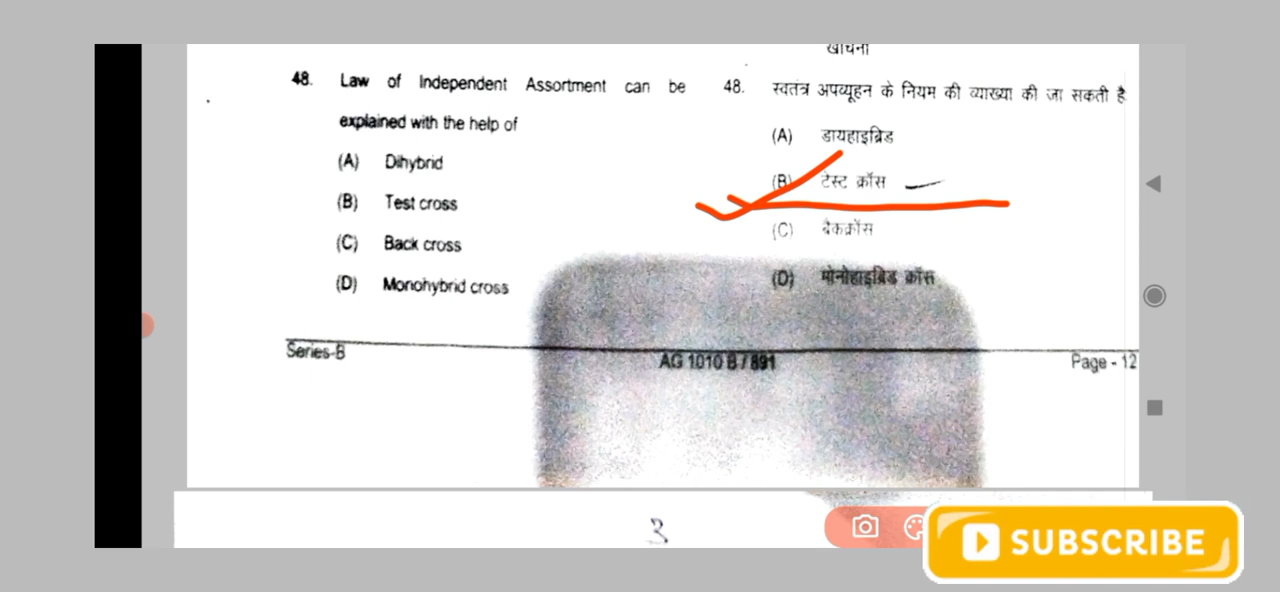 खींचना
48. Law of Independent Assortment can be
explained with the help of
(A) Dihybrid
(B) Test cross
(C) Back cross
(D) Monohybrid cross
48. स्वतंत्र अपव्यूहन के नियम की व्याख्या की जा सकती है
(A) डायहाइब्रिड
(B) टेस्ट क्रॉस
(C) बैकक्रॉस
(D) मोनोहाइब्रिड क्रॉस
Series-B AG 1010 B / 891 Page - 12
3
SUBSCRIBE